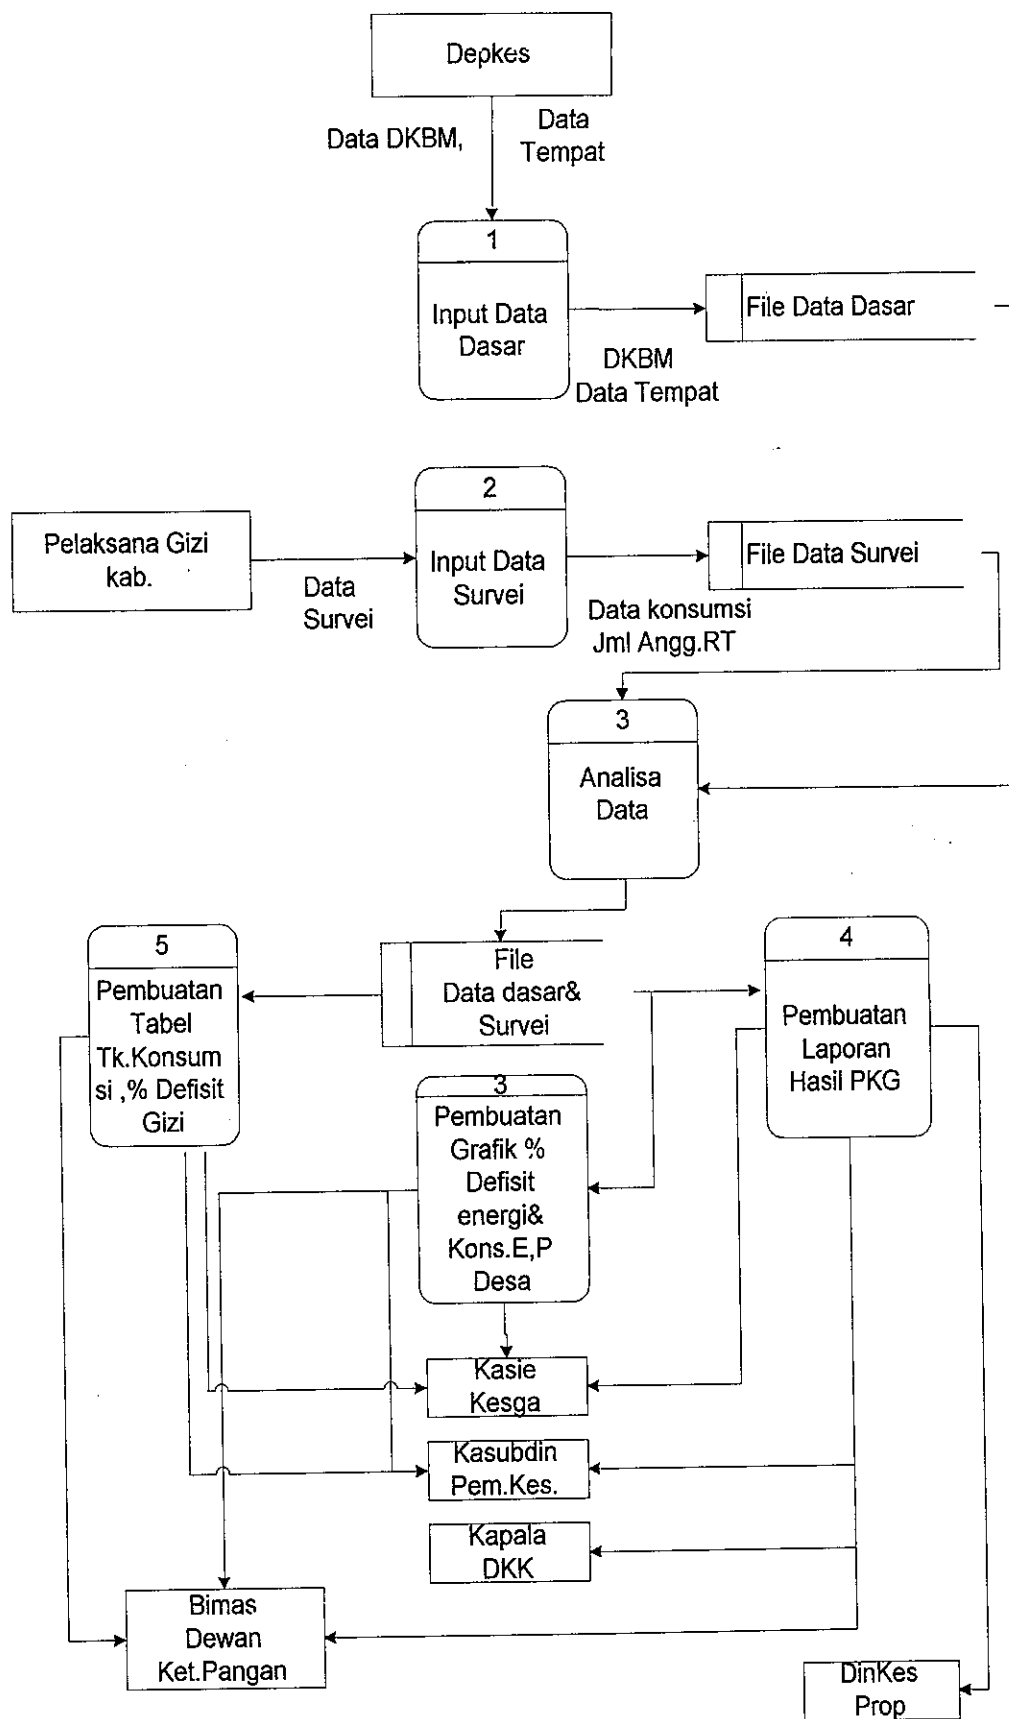 Depkes
Data DKBM,
Data
Tempat
1
Input Data
Dasar
File Data Dasar
DKBM
Data Tempat
2
Pelaksana Gizi
kab.
Data
Survei
Input Data
Survei
File Data Survei
Data konsumsi
Jml Angg.RT
3
Analisa
Data
5
Pembuatan
Tabel
Tk.Konsum
si ,% Defisit
Gizi
File
Data dasar&
Survei
4
Pembuatan
Laporan
Hasil PKG
3
Pembuatan
Grafik %
Defisit
energi&
Kons.E,P
Desa
Kasie
Kesga
Kasubdin
Pem.Kes.
Kapala
DKK
Bimas
Dewan
Ket.Pangan
DinKes
Prop